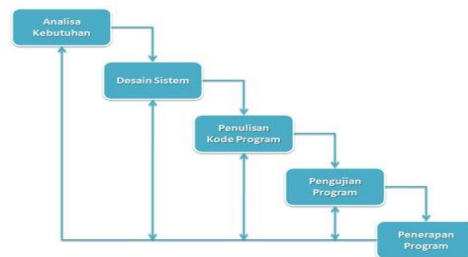 Analisa
Kebutuhan
Desain Sistem
Penulisan
Kode Program
Pengujian
Program
Penerapan
Program